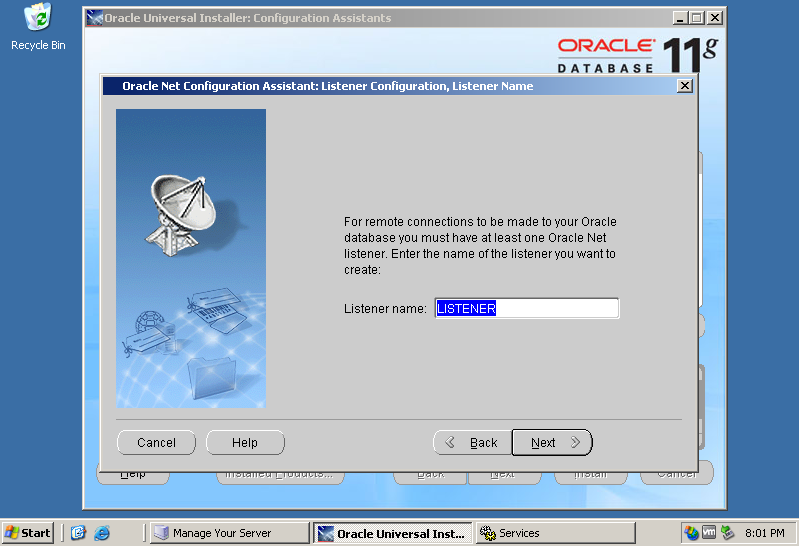 Recycle Bin
Oracle Universal Installer: Configuration Assistants
ORACLE 11g
DATABASE
Oracle Net Configuration Assistant: Listener Configuration, Listener Name
For remote connections to be made to your Oracle
database you must have at least one Oracle Net
listener. Enter the name of the listener you want to
create:
Listener name: LISTENER
Cancel Help Back Next
Help Installed Products... Back Next Install Cancel
Start Manage Your Server Oracle Universal Inst... Services vm 8:01 PM